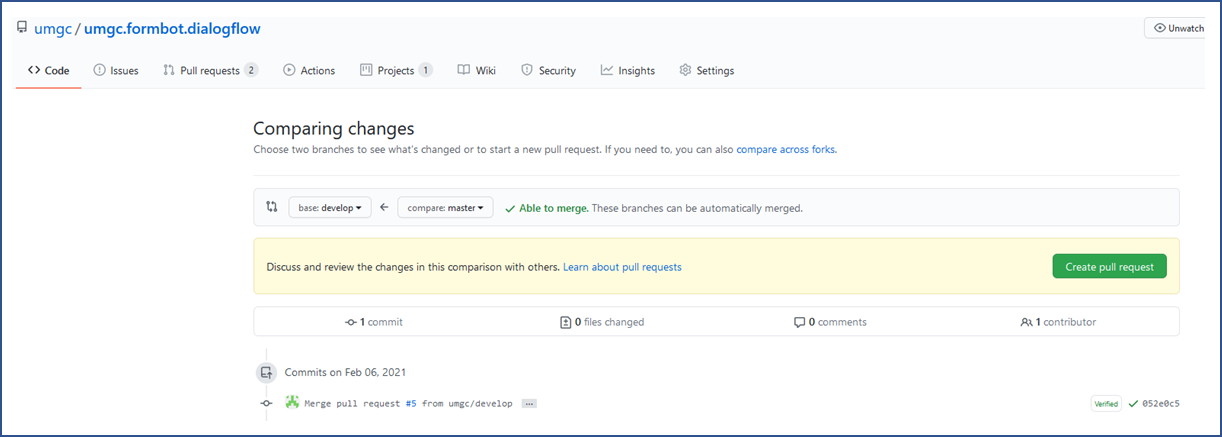 umgc / umgc.formbot.dialogflow
Unwatch
Code Issues Pull requests 2 Actions Projects 1 Wiki Security Insights Settings
Comparing changes
Choose two branches to see what's changed or to start a new pull request. If you need to, you can also compare across forks.
base: develop compare: master Able to merge. These branches can be automatically merged.
Discuss and review the changes in this comparison with others. Learn about pull requests
Create pull request
1 commit 0 files changed 0 comments 1 contributor
Commits on Feb 06, 2021
Merge pull request #5 from umgc/develop ... Verified 052e0c5